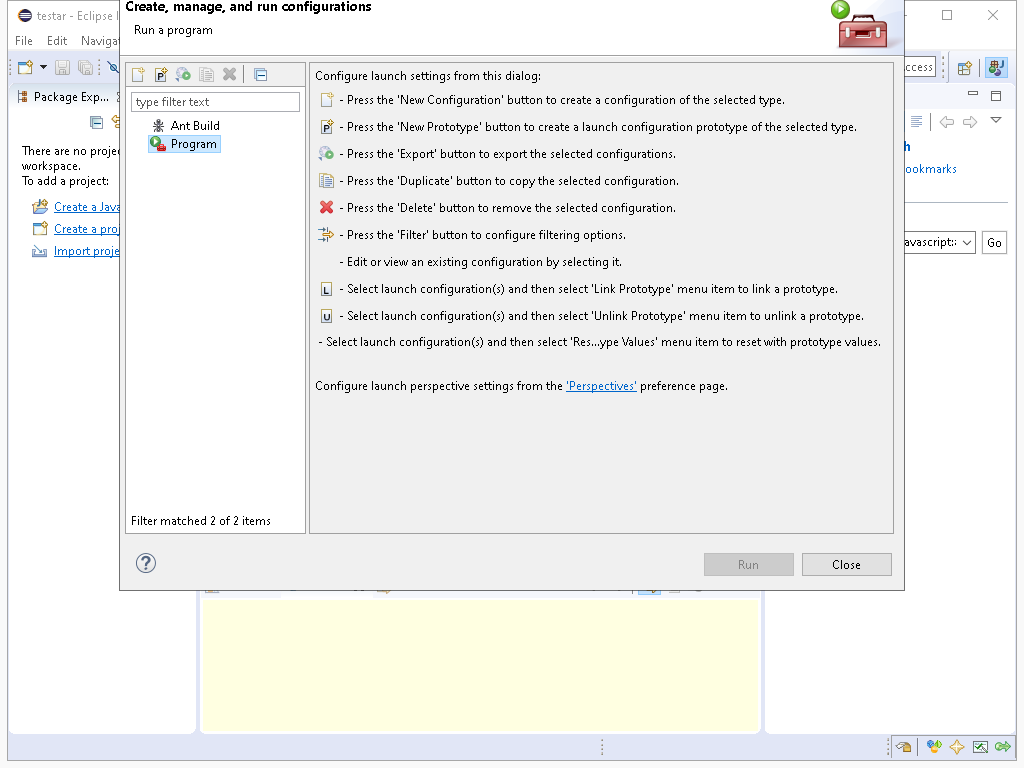 Create, manage, and run configurations
Run a program
testar - Eclipse I
File Edit Naviga
ccess
Package Exp...
There are no proje
workspace.
To add a project:
Create a Java
Create a proj
Import proje
type filter text
Ant Build
Program
Filter matched 2 of 2 items
Configure launch settings from this dialog:
- Press the 'New Configuration' button to create a configuration of the selected type.
- Press the 'New Prototype' button to create a launch configuration prototype of the selected type.
- Press the 'Export' button to export the selected configurations.
- Press the 'Duplicate' button to copy the selected configuration.
- Press the 'Delete' button to remove the selected configuration.
- Press the 'Filter' button to configure filtering options.
- Edit or view an existing configuration by selecting it.
L - Select launch configuration(s) and then select 'Link Prototype' menu item to link a prototype.
U - Select launch configuration(s) and then select 'Unlink Prototype' menu item to unlink a prototype.
- Select launch configuration(s) and then select 'Res...ype Values' menu item to reset with prototype values.
Configure launch perspective settings from the 'Perspectives' preference page.
Run
Close
h
ookmarks
avascript:
Go